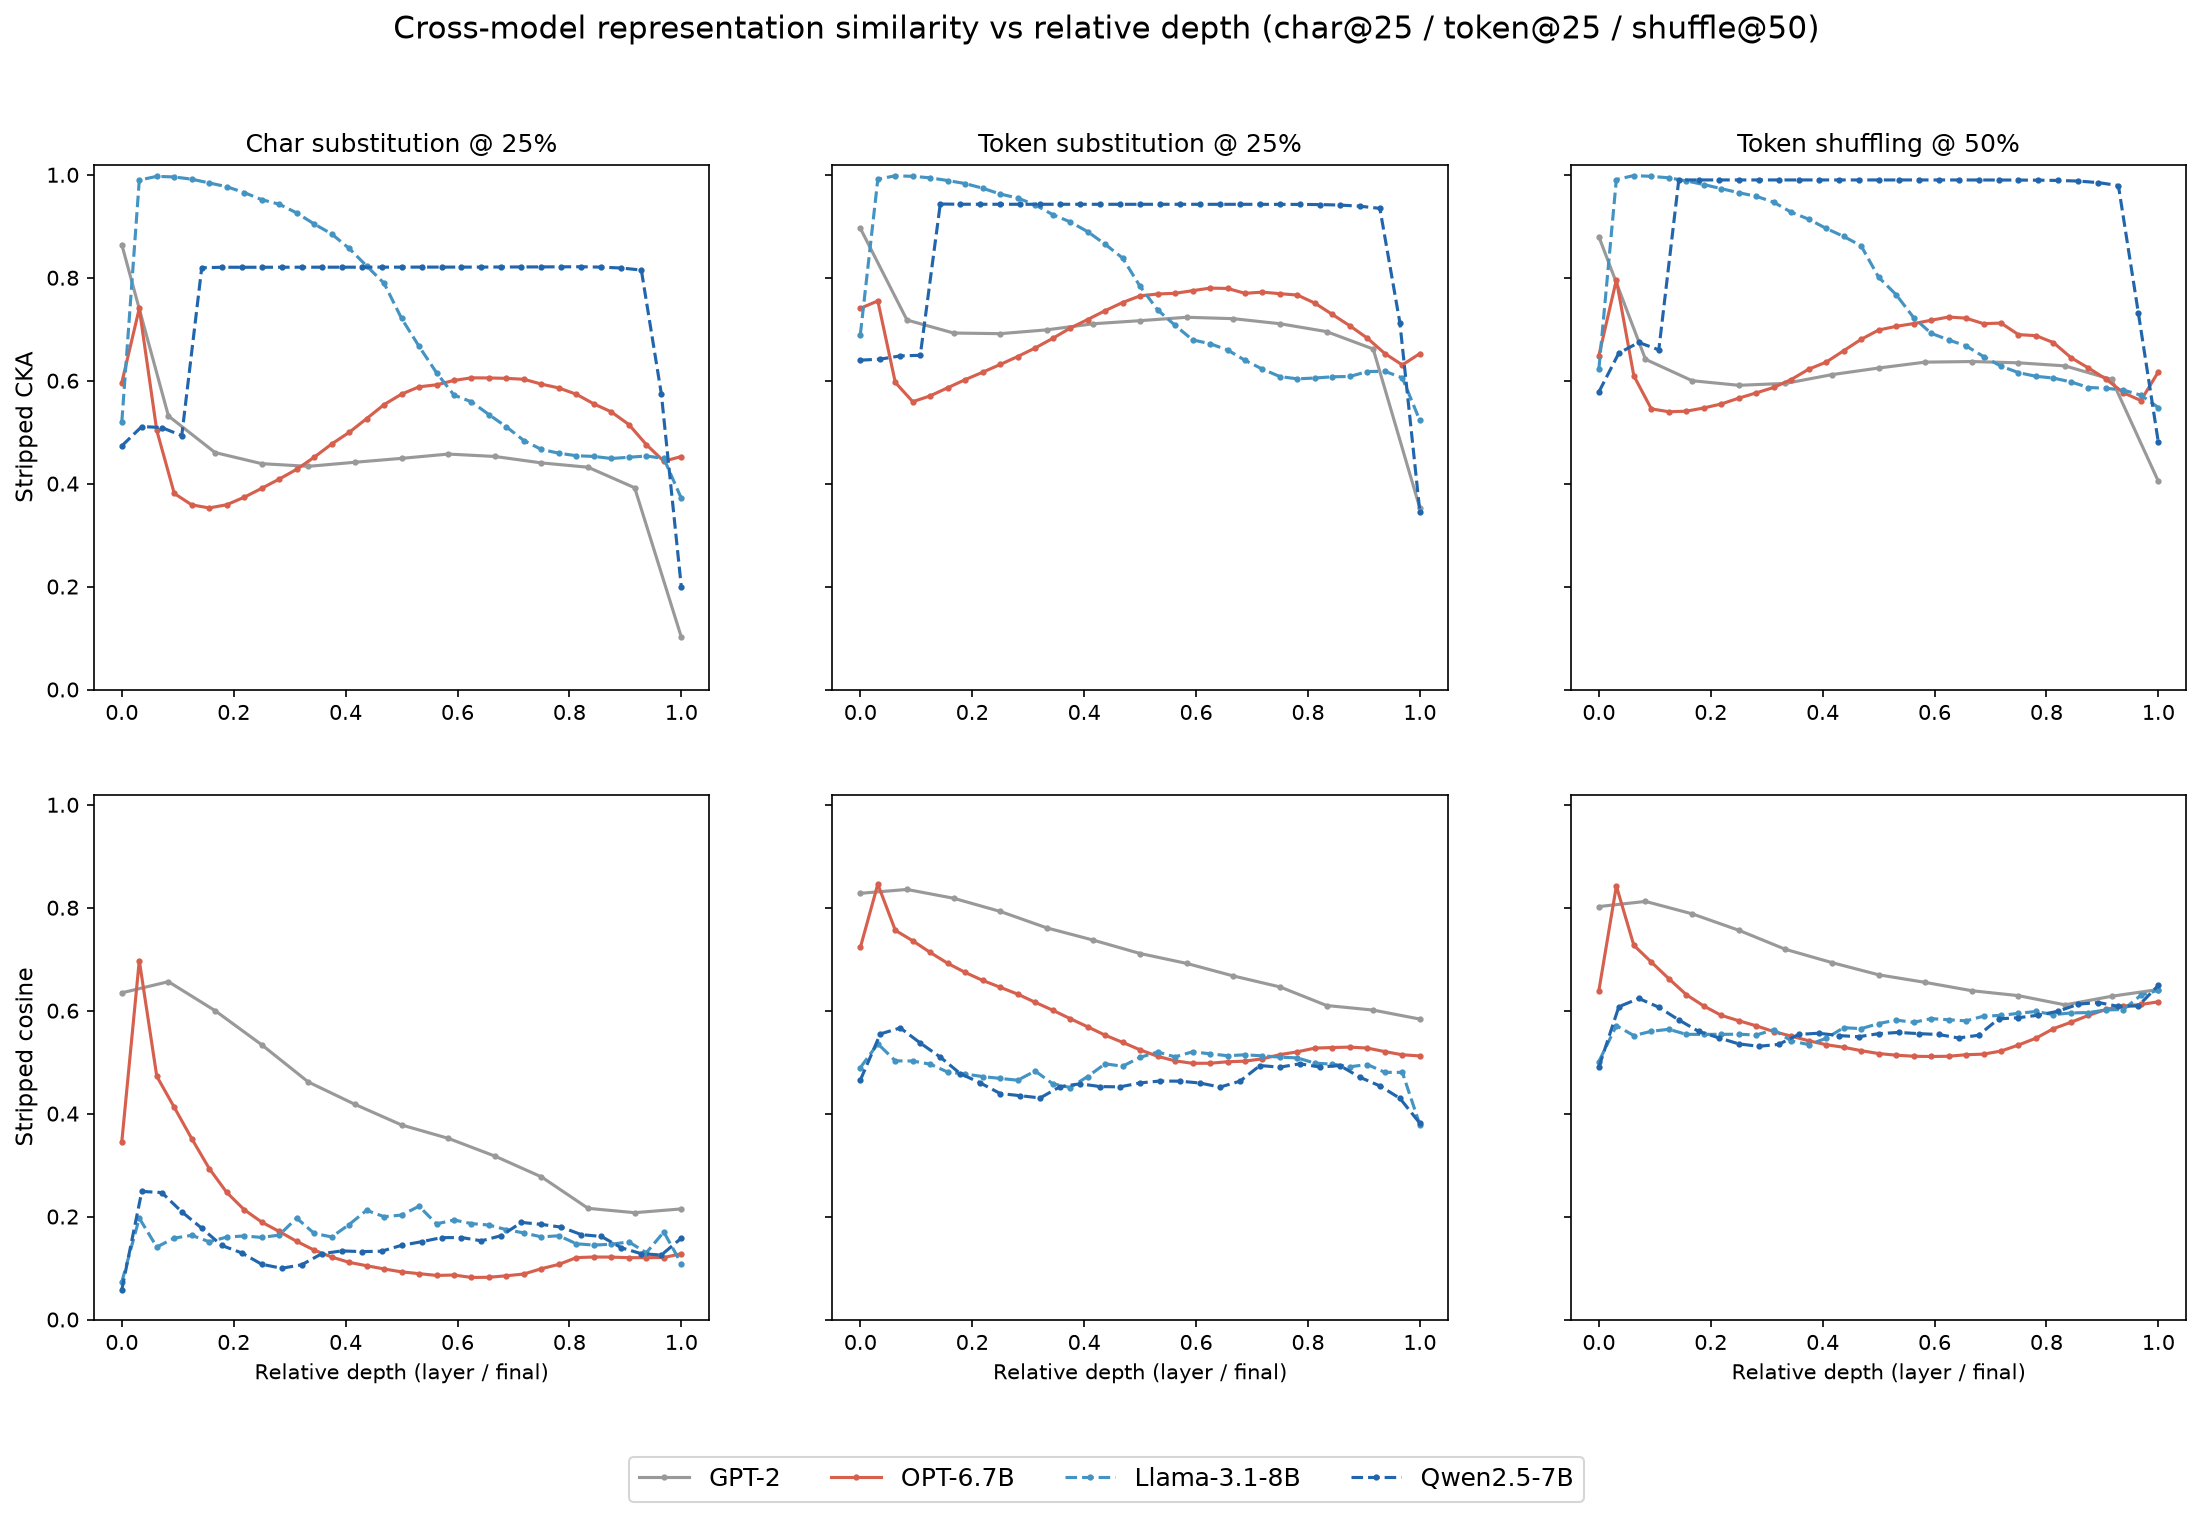 Cross-model representation similarity vs relative depth (char@25 / token@25 / shuffle@50)
Char substitution @ 25%
Token substitution @ 25%
Token shuffling @ 50%
Stripped CKA
1.0
0.8
0.6
0.4
0.2
0.0
0.0 0.2 0.4 0.6 0.8 1.0
0.0 0.2 0.4 0.6 0.8 1.0
0.0 0.2 0.4 0.6 0.8 1.0
Stripped cosine
1.0
0.8
0.6
0.4
0.2
0.0
0.0 0.2 0.4 0.6 0.8 1.0
0.0 0.2 0.4 0.6 0.8 1.0
0.0 0.2 0.4 0.6 0.8 1.0
Relative depth (layer / final)
Relative depth (layer / final)
Relative depth (layer / final)
GPT-2 OPT-6.7B Llama-3.1-8B Qwen2.5-7B